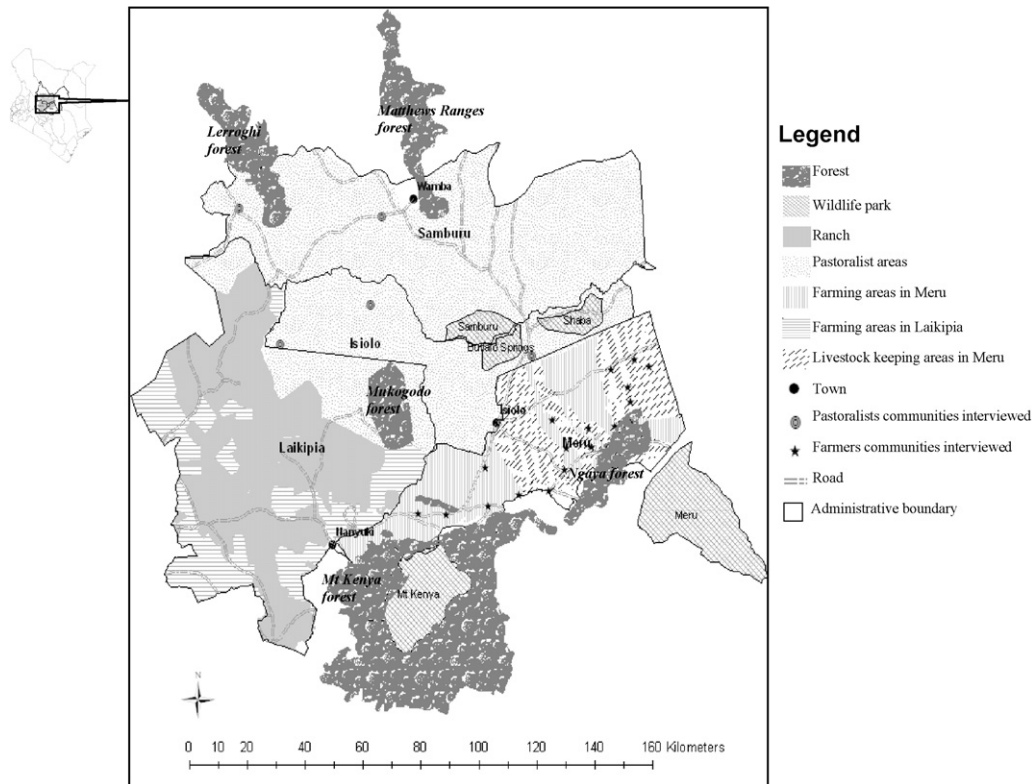 Matthews Ranges
forest
Lerroghi
forest
Wamba
Samburu
Samburu
Shaba
Buffalo Springs
Isiolo
Mukogodo
forest
Isiolo
Laikipia
Meru
Ngaya forest
Meru
Nanyuki
Mt Kenya
forest
Mt Kenya
N
0 20 40 60 80 100 120 140 160 Kilometers
Legend
Forest
Wildlife park
Ranch
Pastoralist areas
Farming areas in Meru
Farming areas in Laikipia
Livestock keeping areas in Meru
Town
Pastoralists communities interviewed
Farmers communities interviewed
Road
Administrative boundary